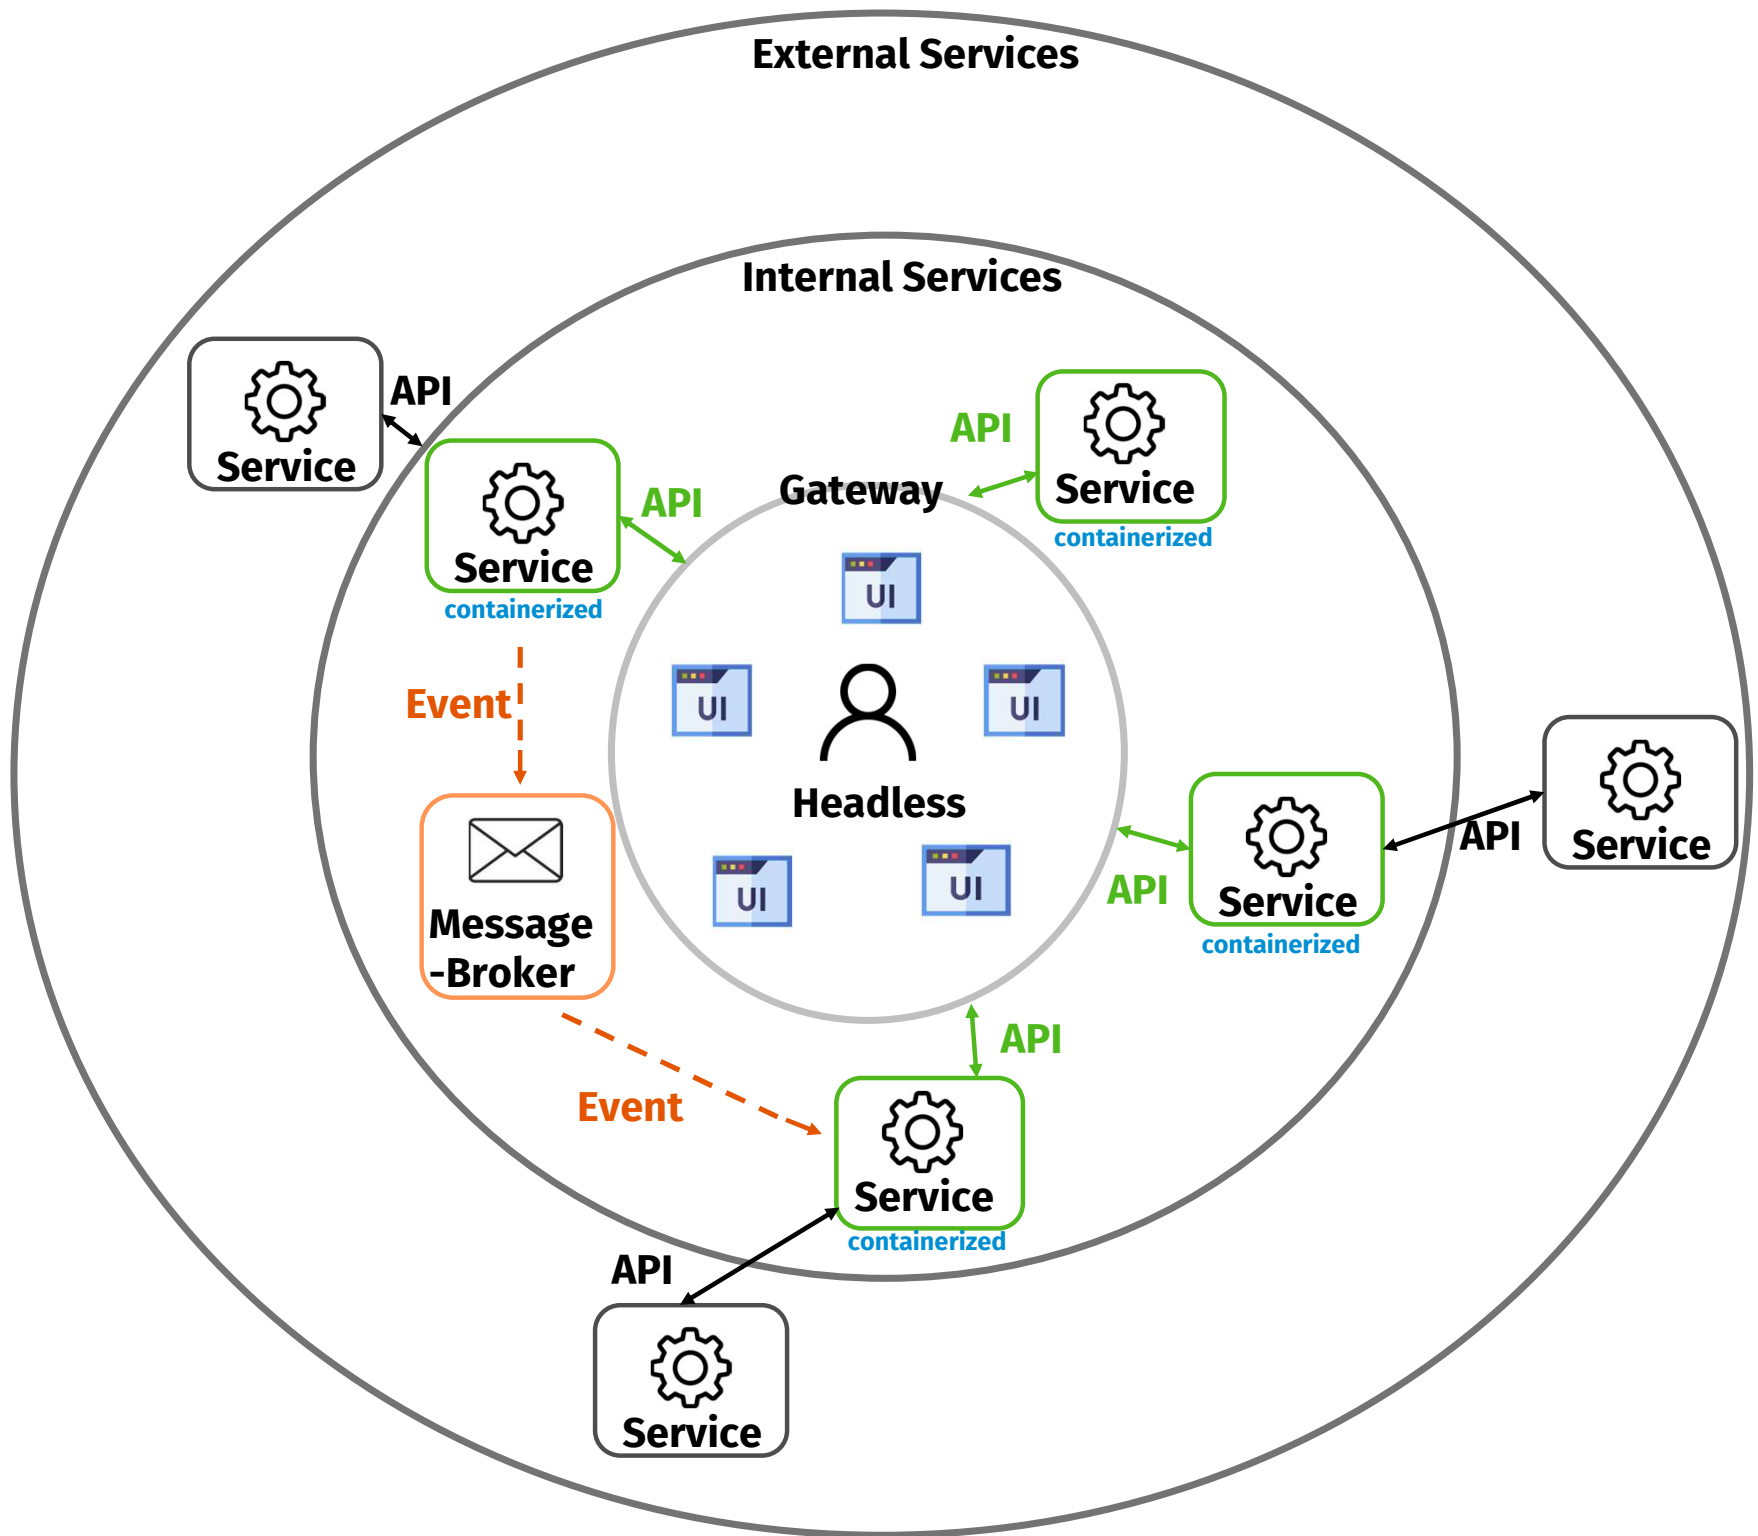 External Services
Internal Services
API
Service
API
Service
containerized
Service
containerized
API
Gateway
UI
UI
UI
Headless
UI
UI
Event
Message
-Broker
API
Service
containerized
API
Service
API
Event
Service
containerized
API
Service